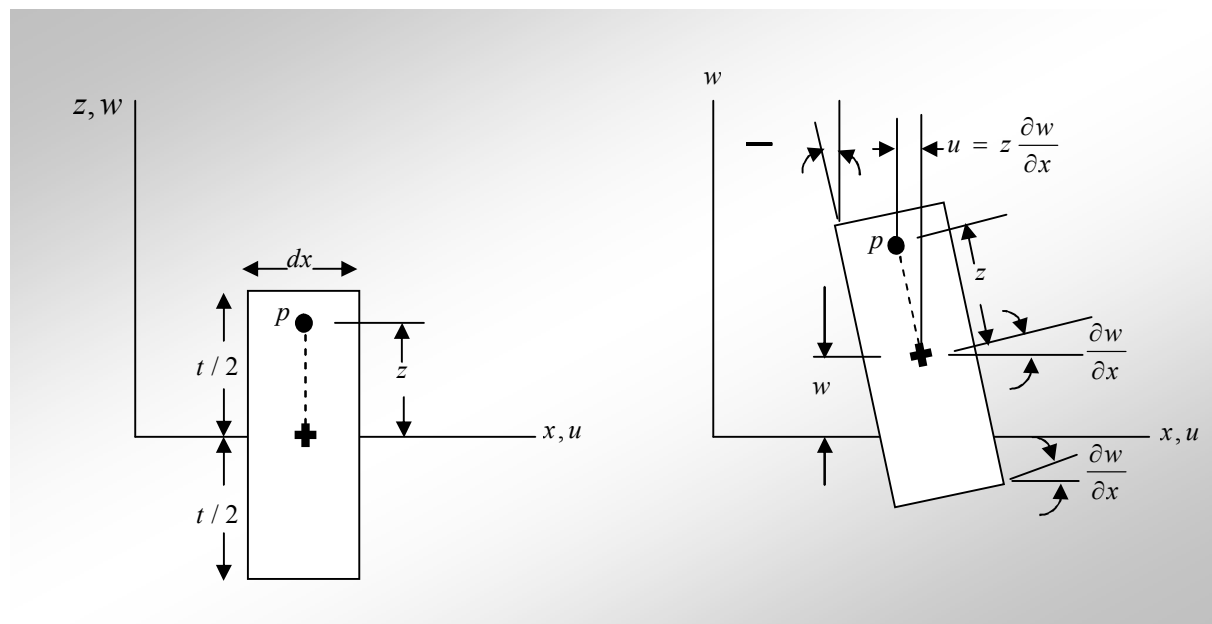 z, w
dx
p
t / 2
z
x, u
t / 2
w
− u = z ∂w/∂x
p
z
∂w/∂x
w
x, u
∂w/∂x